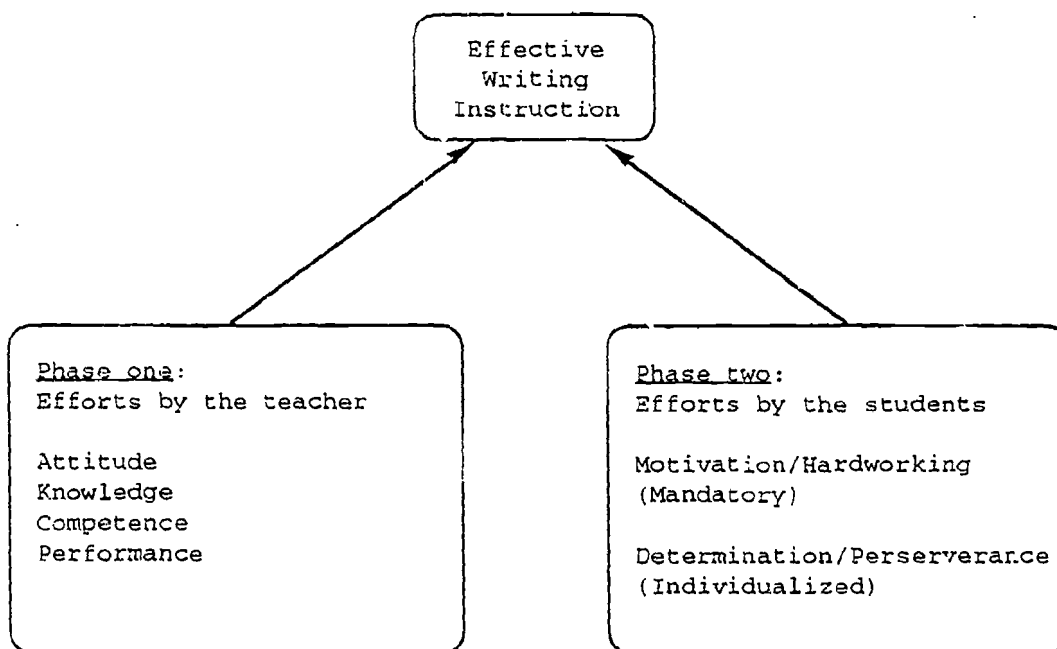 Effective
Writing
Instruction
Phase one:
Efforts by the teacher
Attitude
Knowledge
Competence
Performance
Phase two:
Efforts by the students
Motivation/Hardworking
(Mandatory)
Determination/Perserverance
(Individualized)